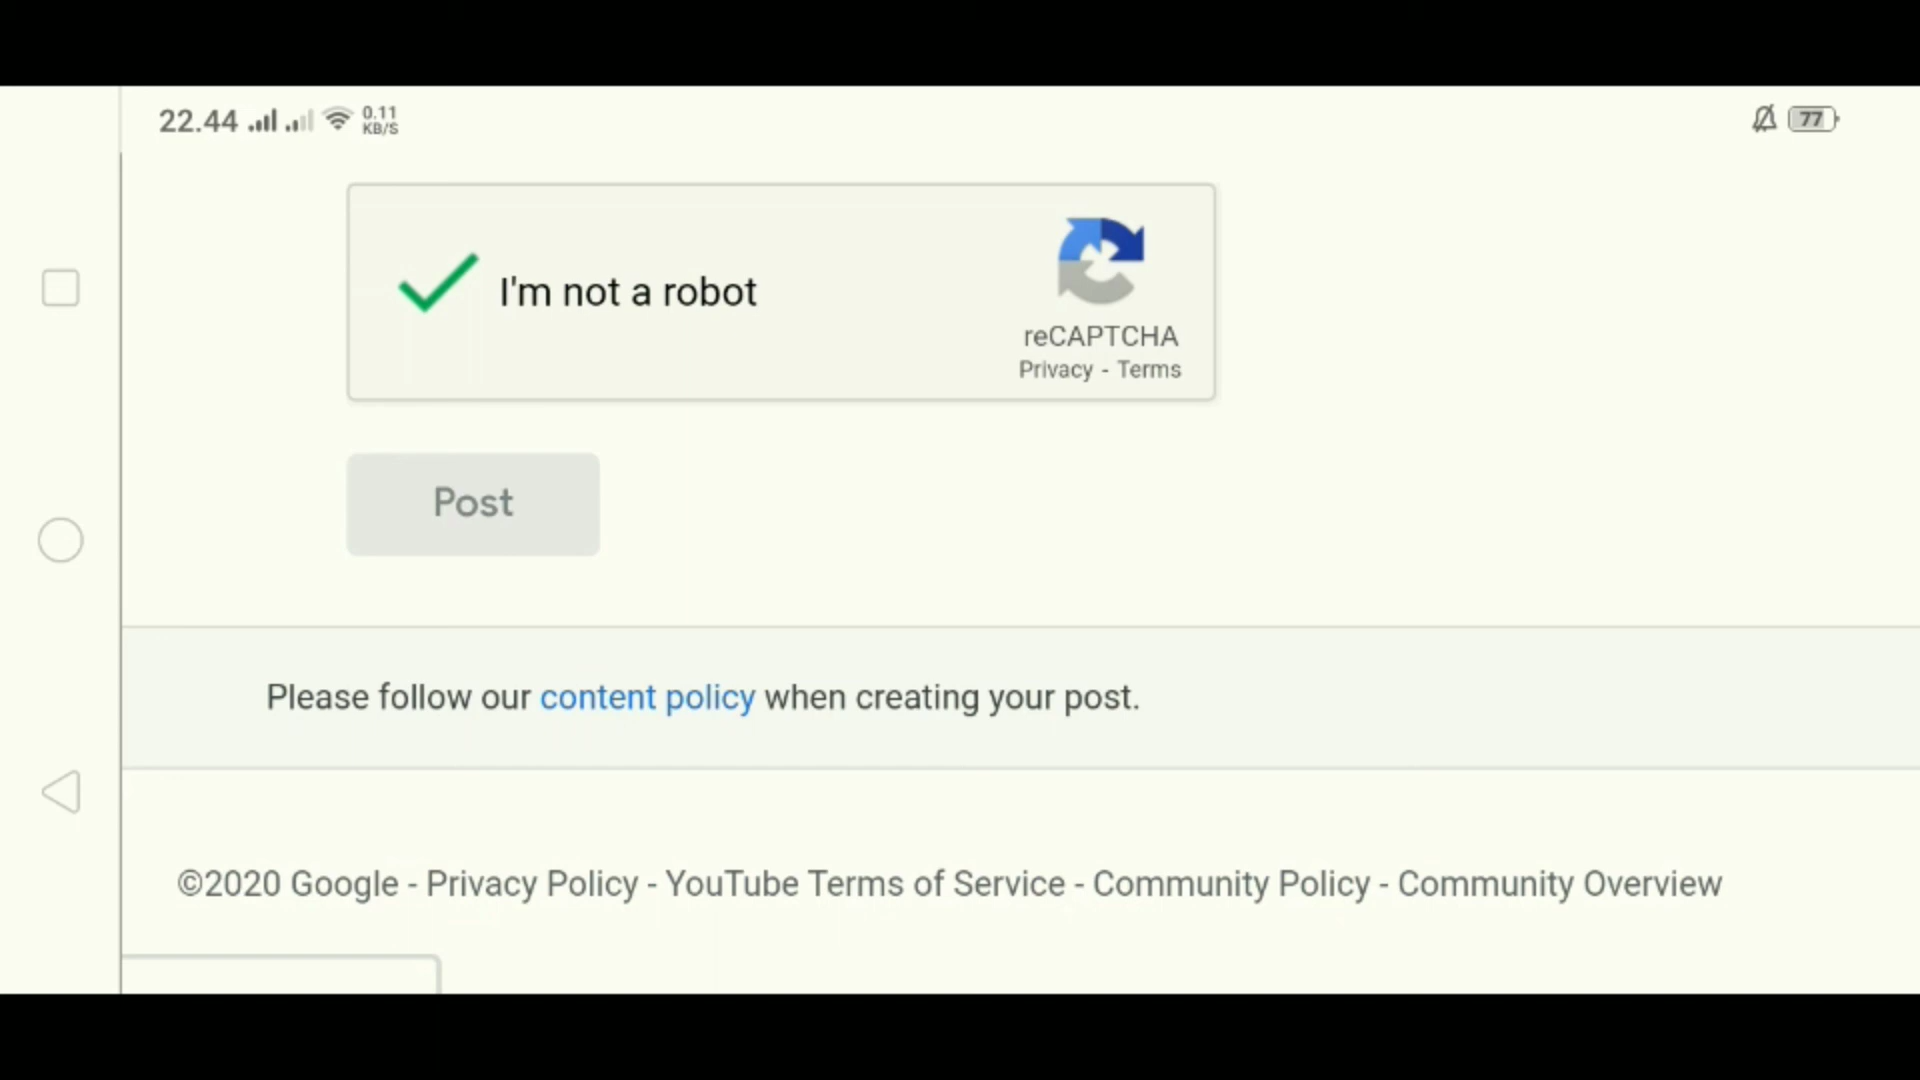 22.44 0.11 KB/S 77
I'm not a robot
reCAPTCHA
Privacy - Terms
Post
Please follow our content policy when creating your post.
©2020 Google - Privacy Policy - YouTube Terms of Service - Community Policy - Community Overview